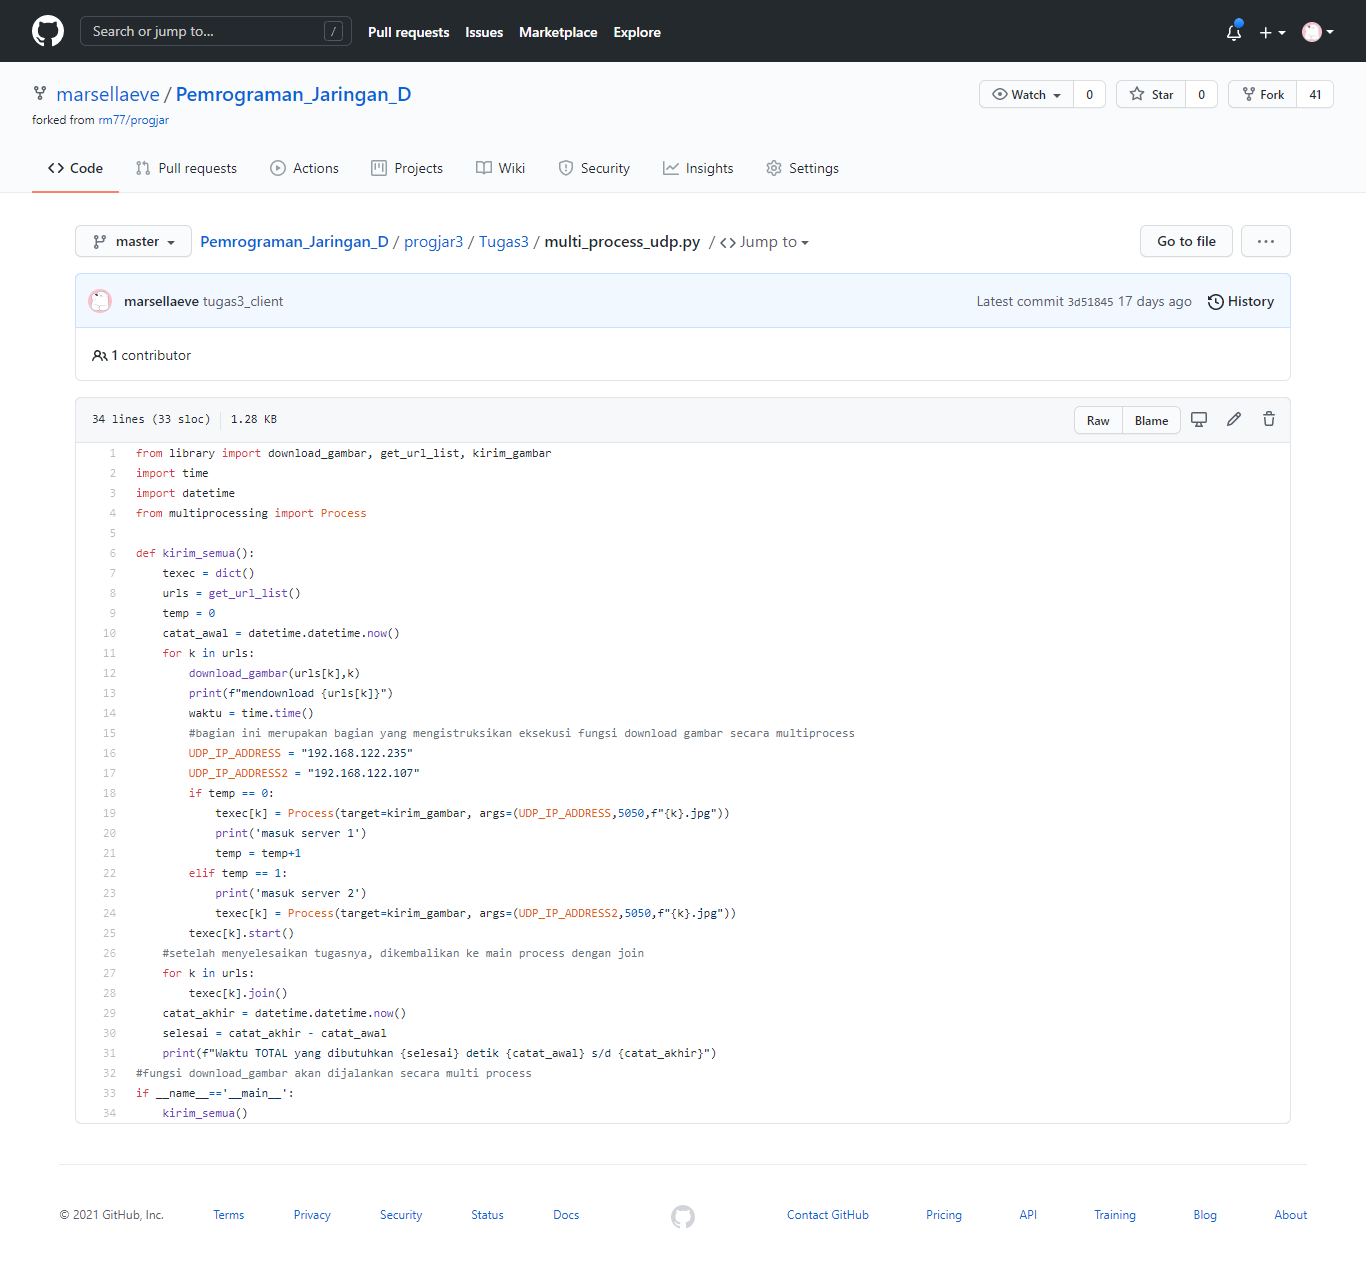 Search or jump to... /
Pull requests Issues Marketplace Explore
marsellaeve / Pemrograman_Jaringan_D
Watch 0 Star 0 Fork 41
forked from rm77/progjar
Code Pull requests Actions Projects Wiki Security Insights Settings
master Pemrograman_Jaringan_D / progjar3 / Tugas3 / multi_process_udp.py / Jump to
Go to file ...
marsellaeve tugas3_client Latest commit 3d51845 17 days ago History
1 contributor
34 lines (33 sloc) 1.28 KB Raw Blame
1 from library import download_gambar, get_url_list, kirim_gambar
2 import time
3 import datetime
4 from multiprocessing import Process
5
6 def kirim_semua():
7     texec = dict()
8     urls = get_url_list()
9     temp = 0
10     catat_awal = datetime.datetime.now()
11     for k in urls:
12         download_gambar(urls[k],k)
13         print(f"mendownload {urls[k]}")
14         waktu = time.time()
15         #bagian ini merupakan bagian yang mengistruksikan eksekusi fungsi download gambar secara multiprocess
16         UDP_IP_ADDRESS = "192.168.122.235"
17         UDP_IP_ADDRESS2 = "192.168.122.107"
18         if temp == 0:
19             texec[k] = Process(target=kirim_gambar, args=(UDP_IP_ADDRESS,5050,f"{k}.jpg"))
20             print('masuk server 1')
21             temp = temp+1
22         elif temp == 1:
23             print('masuk server 2')
24             texec[k] = Process(target=kirim_gambar, args=(UDP_IP_ADDRESS2,5050,f"{k}.jpg"))
25         texec[k].start()
26     #setelah menyelesaikan tugasnya, dikembalikan ke main process dengan join
27     for k in urls:
28         texec[k].join()
29     catat_akhir = datetime.datetime.now()
30     selesai = catat_akhir - catat_awal
31     print(f"Waktu TOTAL yang dibutuhkan {selesai} detik {catat_awal} s/d {catat_akhir}")
32 #fungsi download_gambar akan dijalankan secara multi process
33 if __name__=='__main__':
34     kirim_semua()
© 2021 GitHub, Inc. Terms Privacy Security Status Docs Contact GitHub Pricing API Training Blog About